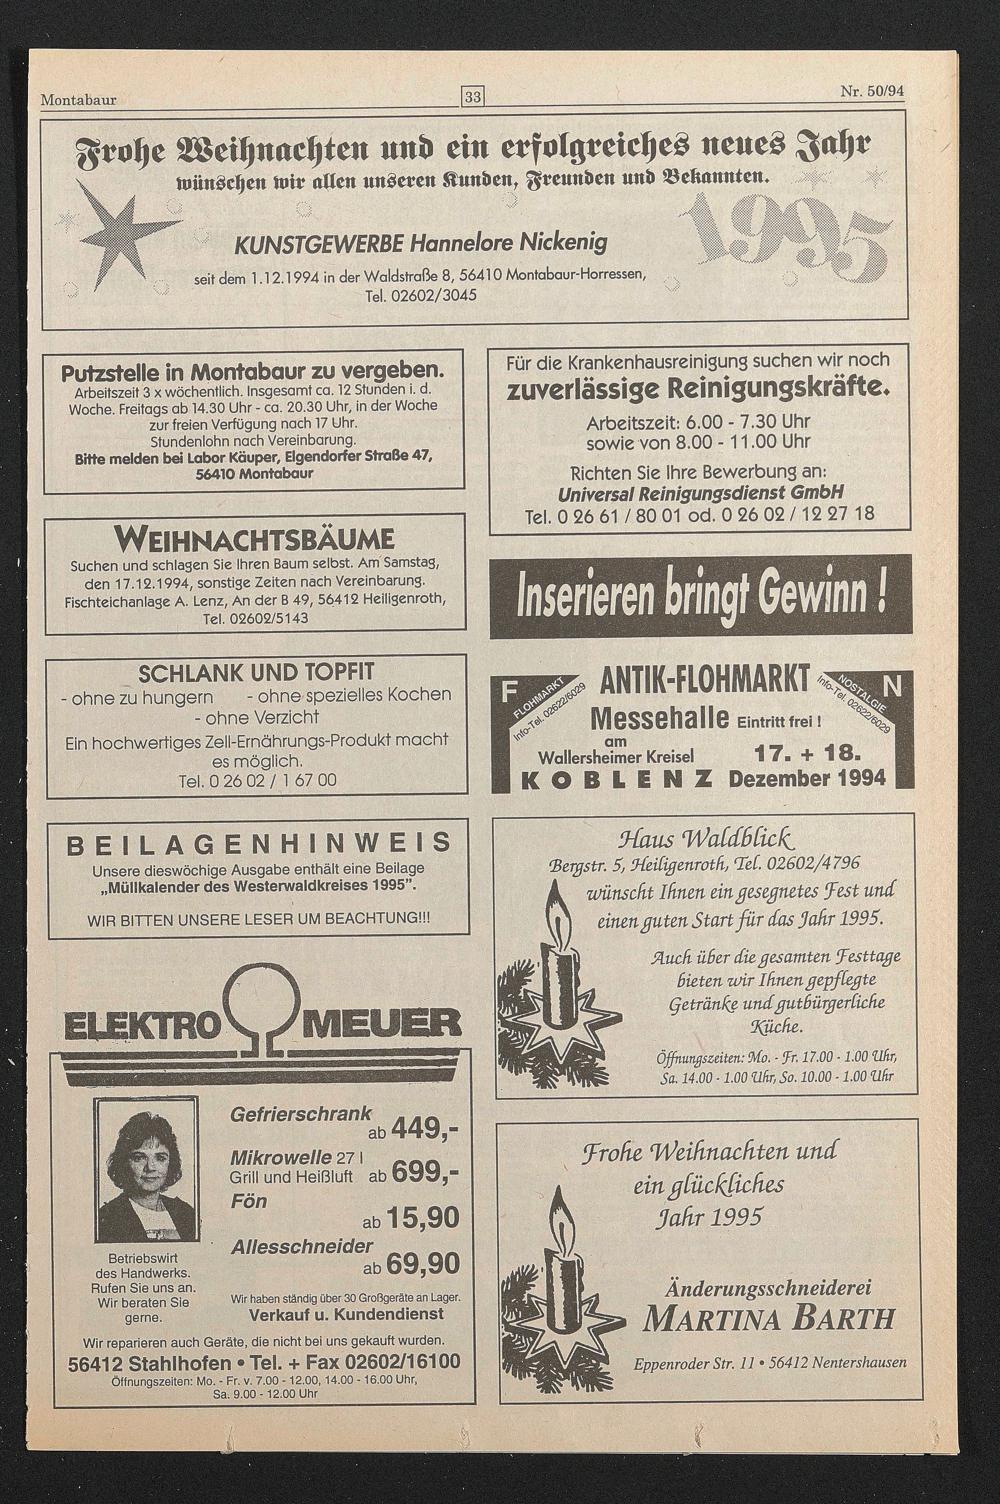 Montabaur
33
Nr. 50/94
Frohe Weihnachten und ein erfolgreiches neues Jahr
wünschen wir allen unseren Kunden, Freunden und Bekannten.
1995
KUNSTGEWERBE Hannelore Nickenig
seit dem 1.12.1994 in der Waldstraße 8, 56410 Montabaur-Horressen,
Tel. 02602/3045
Putzstelle in Montabaur zu vergeben.
Arbeitszeit 3 x wöchentlich. Insgesamt ca. 12 Stunden i. d.
Woche. Freitags ab 14.30 Uhr - ca. 20.30 Uhr, in der Woche
zur freien Verfügung nach 17 Uhr.
Stundenlohn nach Vereinbarung.
Bitte melden bei Labor Käuper, Elgendorfer Straße 47,
56410 Montabaur
WEIHNACHTSBÄUME
Suchen und schlagen Sie Ihren Baum selbst. Am Samstag,
den 17.12.1994, sonstige Zeiten nach Vereinbarung.
Fischteichanlage A. Lenz, An der B 49, 56412 Heiligenroth,
Tel. 02602/5143
SCHLANK UND TOPFIT
- ohne zu hungern - ohne spezielles Kochen
- ohne Verzicht
Ein hochwertiges Zell-Ernährungs-Produkt macht
es möglich.
Tel. 0 26 02 / 1 67 00
BEILAGENHINWEIS
Unsere dieswöchige Ausgabe enthält eine Beilage
„Müllkalender des Westerwaldkreises 1995".
WIR BITTEN UNSERE LESER UM BEACHTUNG!!!
ELEKTRO MEUER
Gefrierschrank
ab 449,-
Mikrowelle 27 l
Grill und Heißluft ab 699,-
Fön
ab 15,90
Allesschneider
ab 69,90
Betriebswirt
des Handwerks.
Rufen Sie uns an.
Wir beraten Sie
gerne.
Wir haben ständig über 30 Großgeräte an Lager.
Verkauf u. Kundendienst
Wir reparieren auch Geräte, die nicht bei uns gekauft wurden.
56412 Stahlhofen • Tel. + Fax 02602/16100
Öffnungszeiten: Mo. - Fr. v. 7.00 - 12.00, 14.00 - 16.00 Uhr,
Sa. 9.00 - 12.00 Uhr
Für die Krankenhausreinigung suchen wir noch
zuverlässige Reinigungskräfte.
Arbeitszeit: 6.00 - 7.30 Uhr
sowie von 8.00 - 11.00 Uhr
Richten Sie Ihre Bewerbung an:
Universal Reinigungsdienst GmbH
Tel. 0 26 61 / 80 01 od. 0 26 02 / 12 27 18
Inserieren bringt Gewinn !
F
FLOHMARKT
Info-Tel. 02622/6029
ANTIK-FLOHMARKT
N
NOSTALGIE
Info-Tel. 02622/6029
Messehalle Eintritt frei !
am
Wallersheimer Kreisel 17. + 18.
KOBLENZ Dezember 1994
Haus Waldblick
Bergstr. 5, Heiligenroth, Tel. 02602/4796
wünscht Ihnen ein gesegnetes Fest und
einen guten Start für das Jahr 1995.
Auch über die gesamten Festtage
bieten wir Ihnen gepflegte
Getränke und gutbürgerliche
Küche.
Öffnungszeiten: Mo. - Fr. 17.00 - 1.00 Uhr,
Sa. 14.00 - 1.00 Uhr, So. 10.00 - 1.00 Uhr
Frohe Weihnachten und
ein glückliches
Jahr 1995
Änderungsschneiderei
MARTINA BARTH
Eppenroder Str. 11 • 56412 Nentershausen